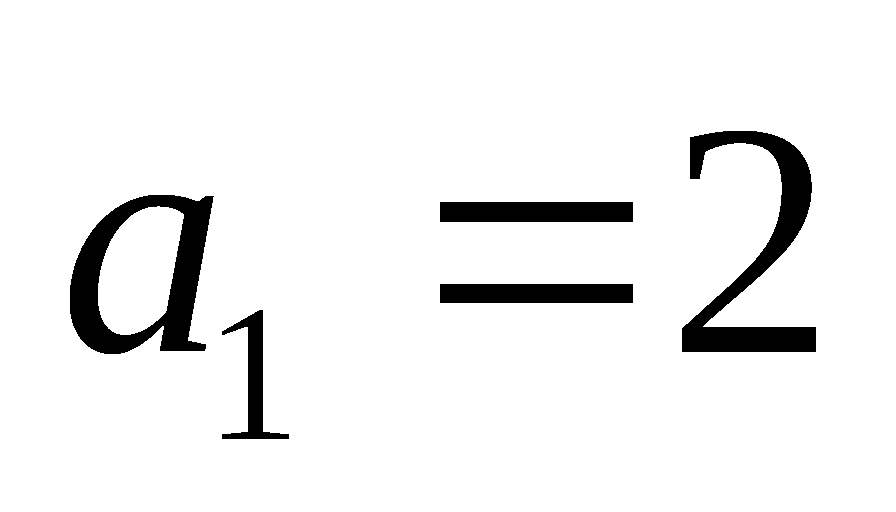 a₁ = 2